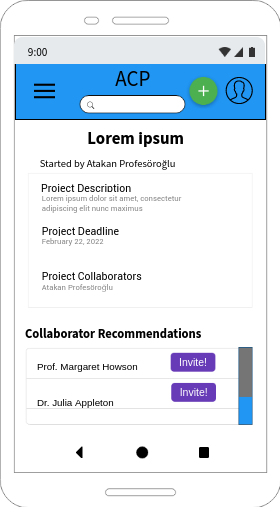 9:00
ACP
Lorem ipsum
Started by Atakan Profesöroğlu
Project Description
Lorem ipsum dolor sit amet, consectetur
adipiscing elit nunc maximus
Project Deadline
February 22, 2022
Project Collaborators
Atakan Profesöroğlu
Collaborator Recommendations
Prof. Margaret Howson Invite!
Dr. Julia Appleton Invite!